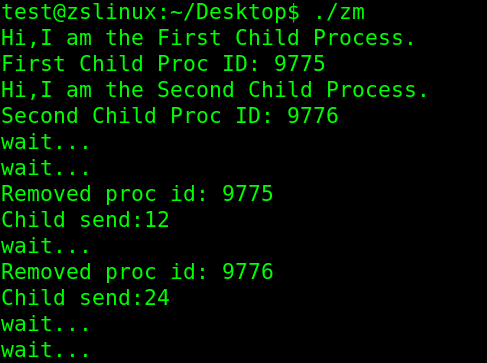 test@zslinux:~/Desktop$ ./zm
Hi,I am the First Child Process.
First Child Proc ID: 9775
Hi,I am the Second Child Process.
Second Child Proc ID: 9776
wait...
wait...
Removed proc id: 9775
Child send:12
wait...
Removed proc id: 9776
Child send:24
wait...
wait...